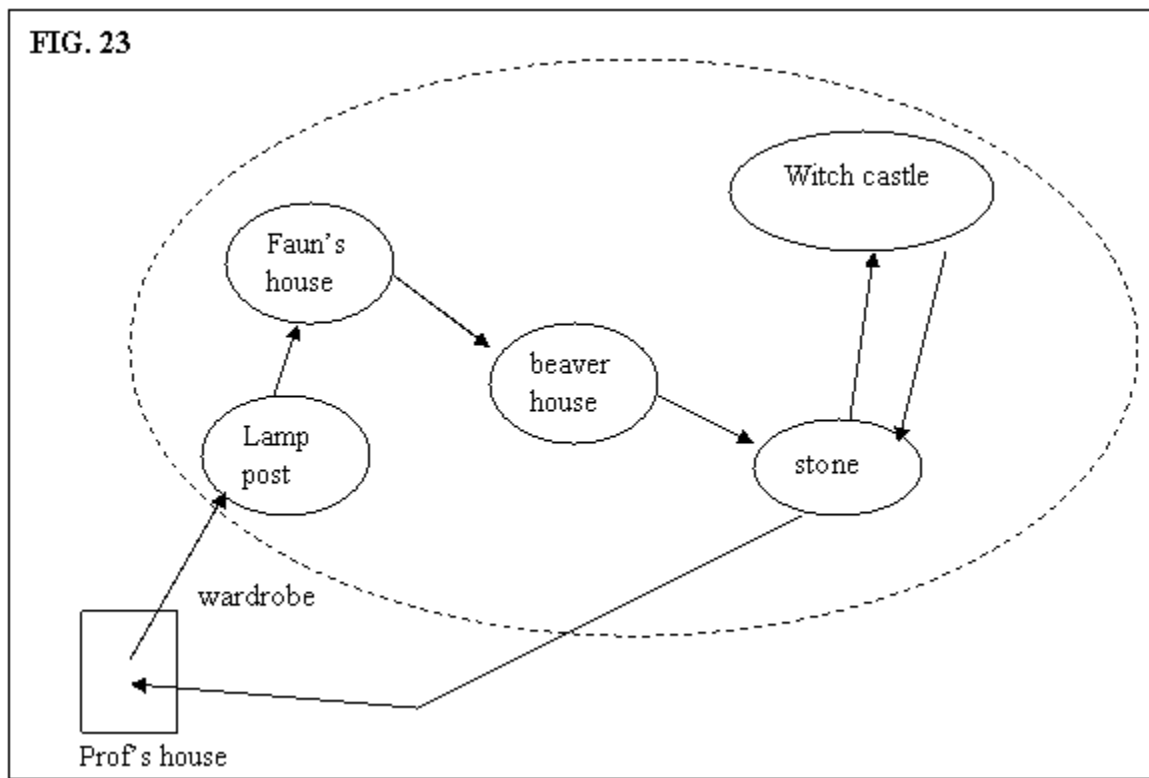 FIG. 23
Witch castle
Faun's
house
beaver
house
Lamp
post
stone
wardrobe
Prof's house